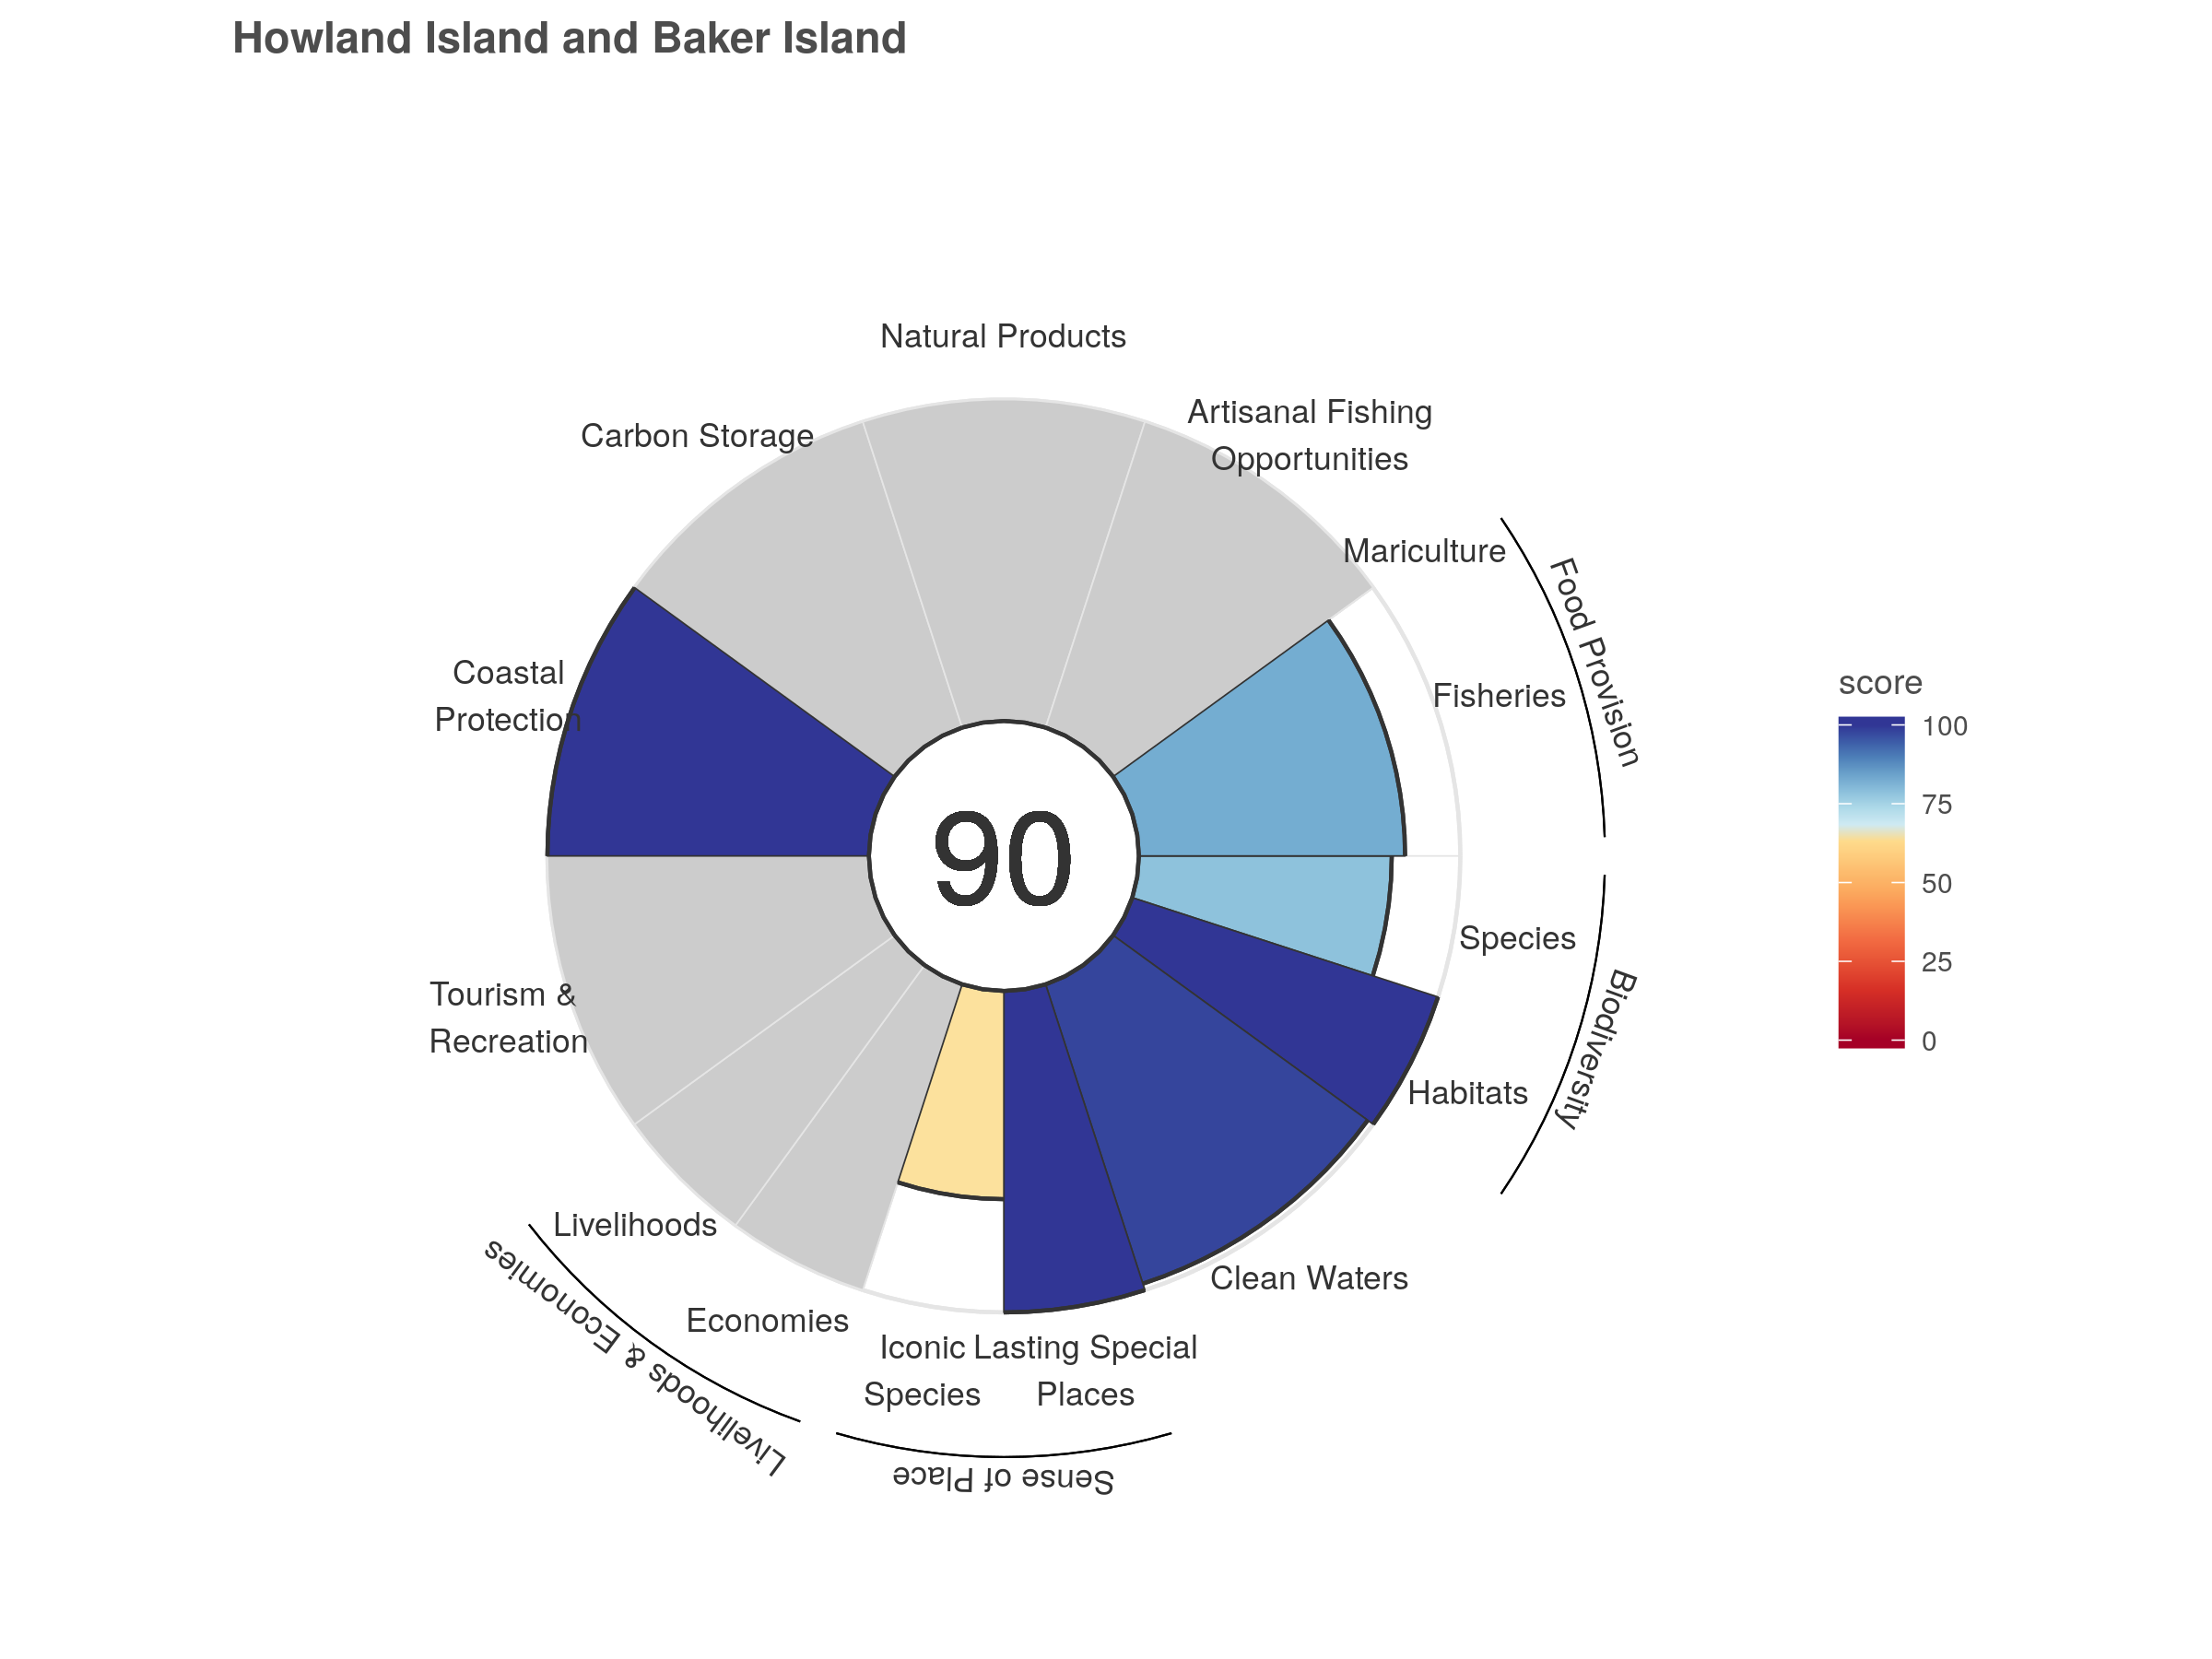 Howland Island and Baker Island
Natural Products
Artisanal Fishing
Opportunities
Carbon Storage
Mariculture
Food Provision
Fisheries
Coastal
Protection
90
Species
Biodiversity
Habitats
Tourism &
Recreation
Livelihoods
Livelihoods & Economies
Economies
Clean Waters
Iconic
Species
Lasting Special
Places
Sense of Place
score
100
75
50
25
0